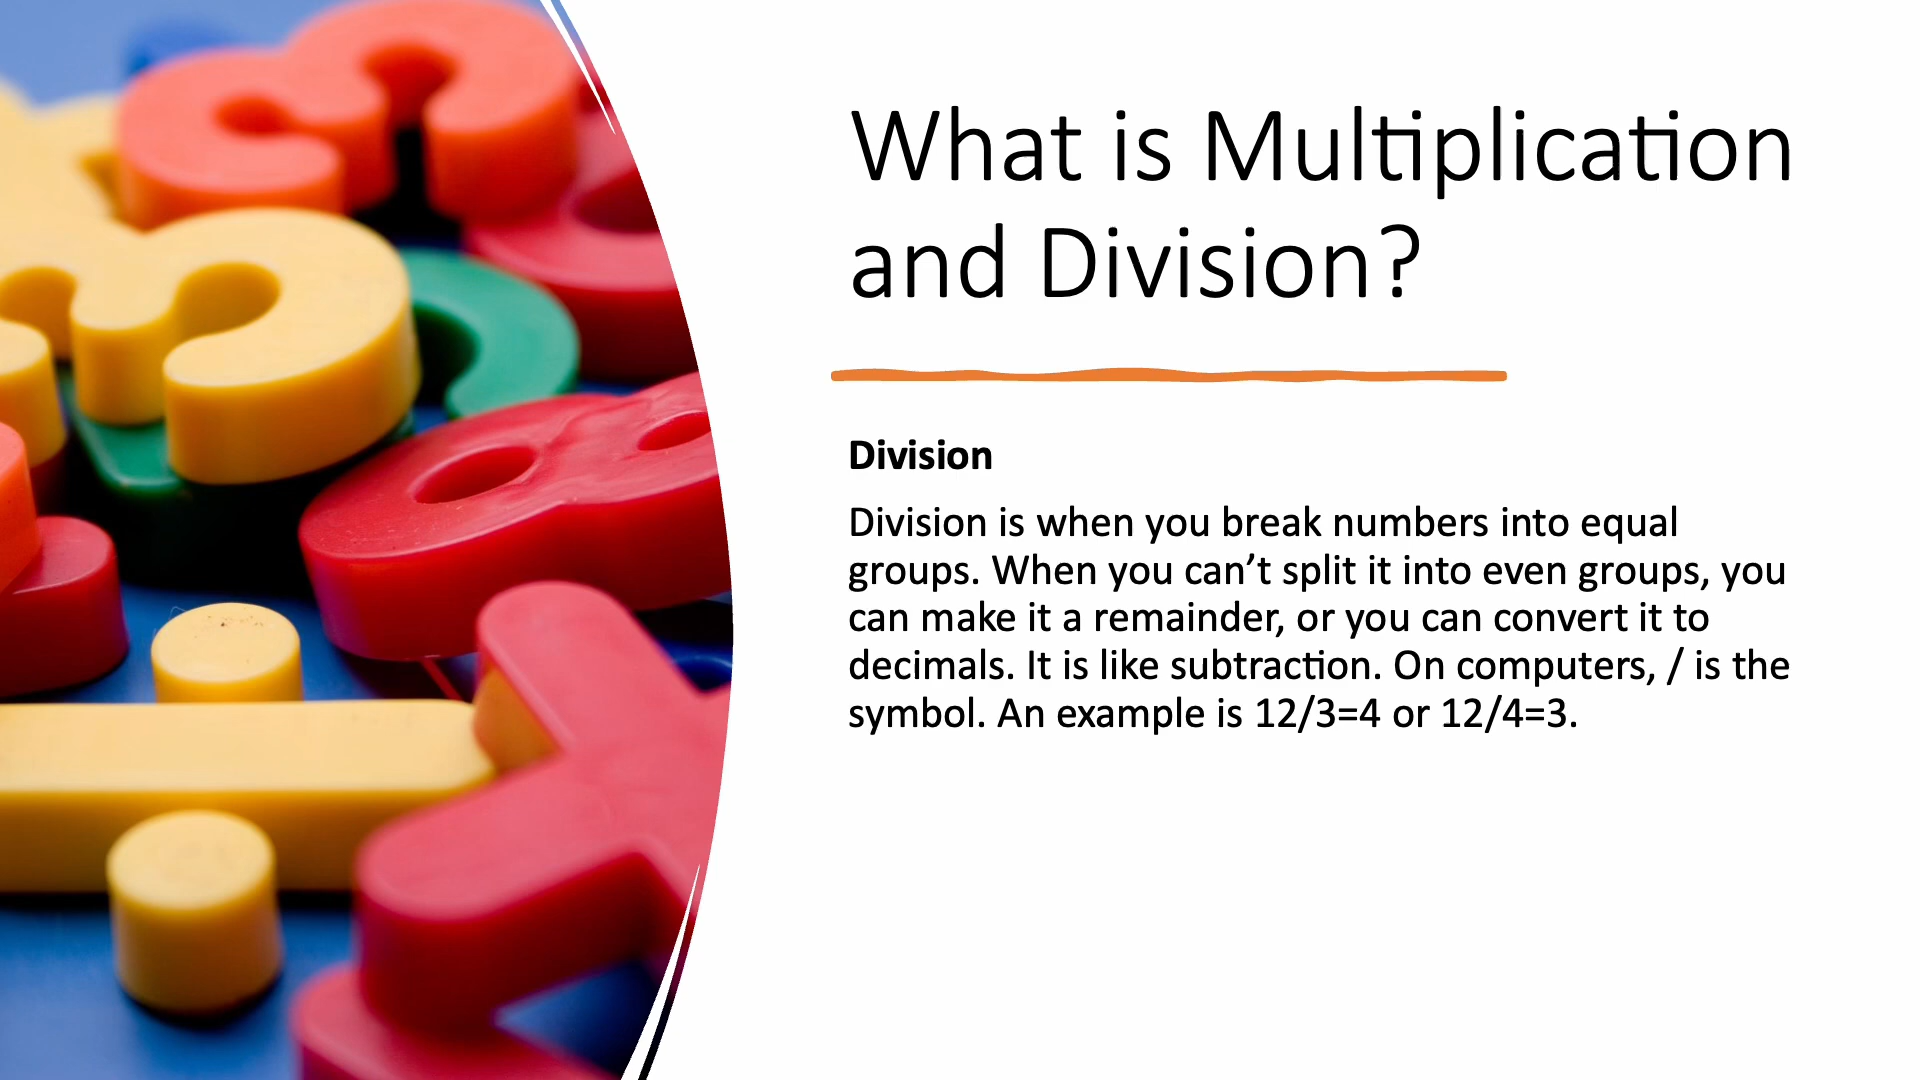 What is Multiplication
and Division?
Division
Division is when you break numbers into equal
groups. When you can’t split it into even groups, you
can make it a remainder, or you can convert it to
decimals. It is like subtraction. On computers, / is the
symbol. An example is 12/3=4 or 12/4=3.